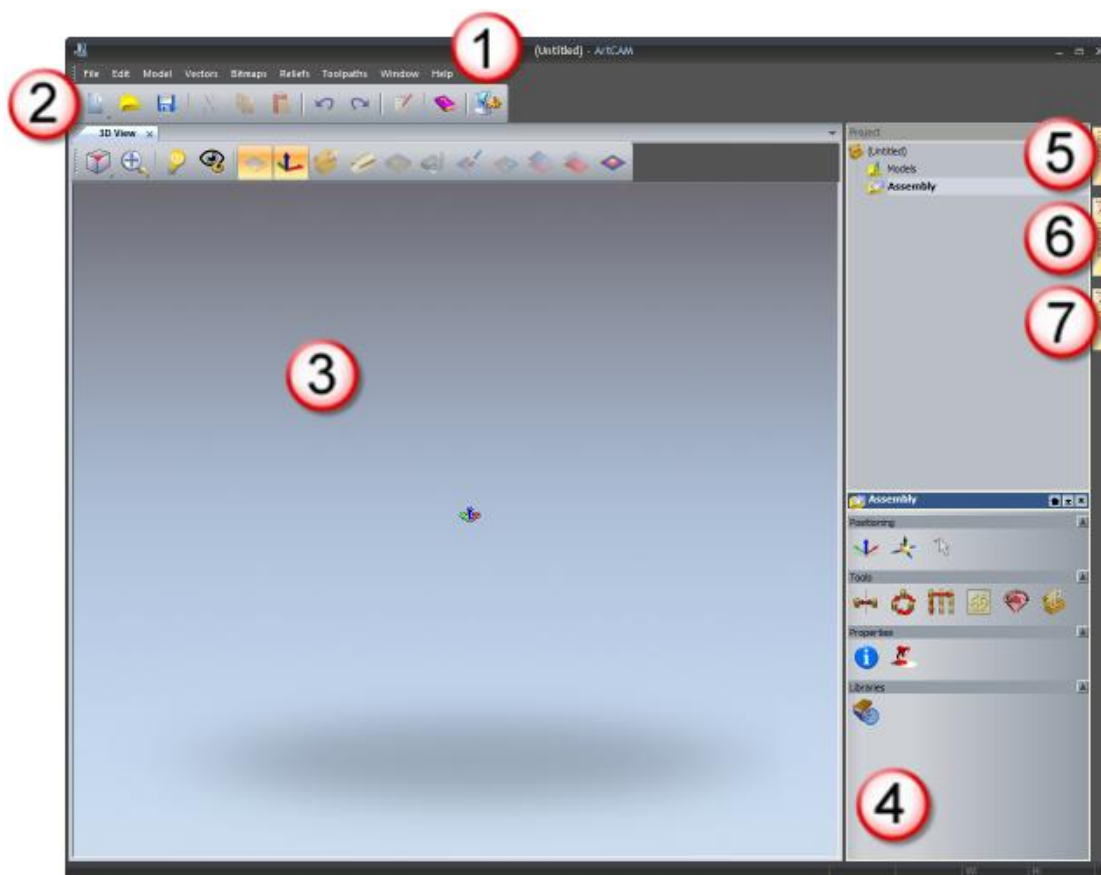 1
(Untitled) - ArtCAM
File Edit Model Vectors Bitmaps Reliefs Toolpaths Window Help
2
3D View
Project
5
(Untitled)
Models
Assembly
6
7
3
Assembly
Positioning
Tools
Properties
Libraries
4